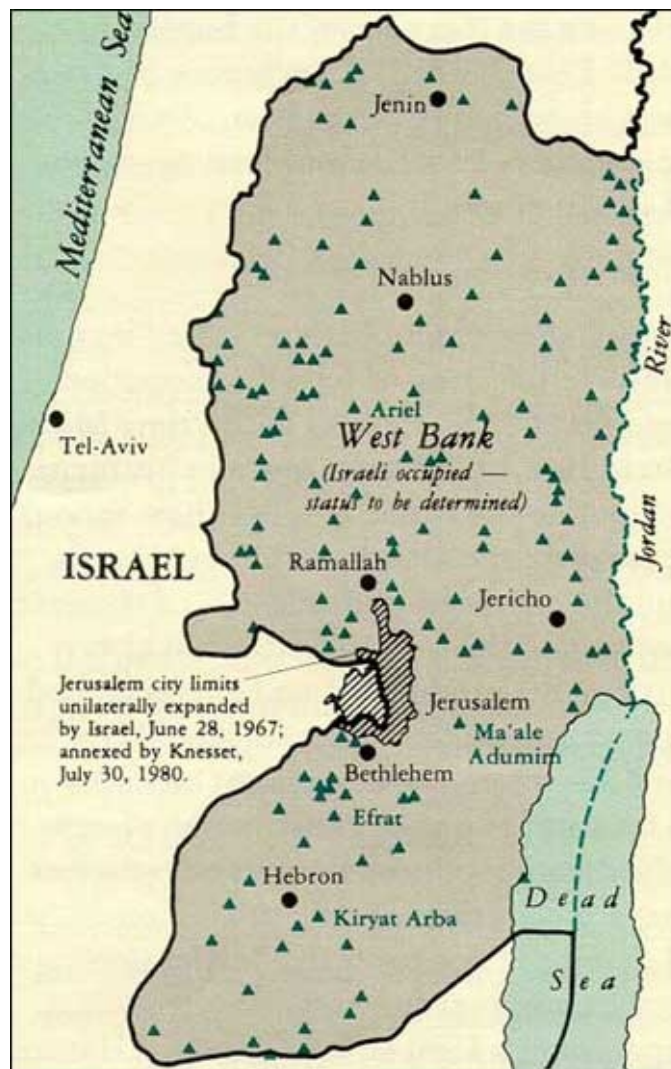 Mediterranean Sea
Jenin
Nablus
River
Ariel
Tel-Aviv
West Bank
(Israeli occupied —
status to be determined)
Jordan
ISRAEL
Ramallah
Jericho
Jerusalem city limits
unilaterally expanded
by Israel, June 28, 1967;
annexed by Knesset,
July 30, 1980.
Jerusalem
Ma'ale
Adumim
Bethlehem
Efrat
Hebron
Dead
Kiryat Arba
Sea